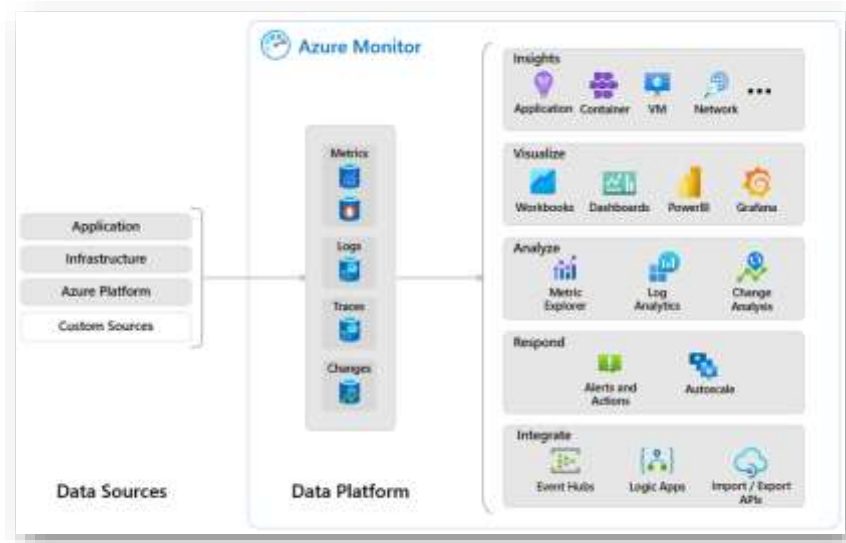 Azure Monitor
Application
Infrastructure
Azure Platform
Custom Sources
Data Sources
Metrics
Logs
Traces
Changes
Data Platform
Insights
Application Container VM Network
Visualize
Workbooks Dashboards PowerBI Grafana
Analyze
Metric Log Change
Explorer Analytics Analysis
Respond
Alerts and Autoscale
Actions
Integrate
Event Hubs Logic Apps Import / Export
APIs